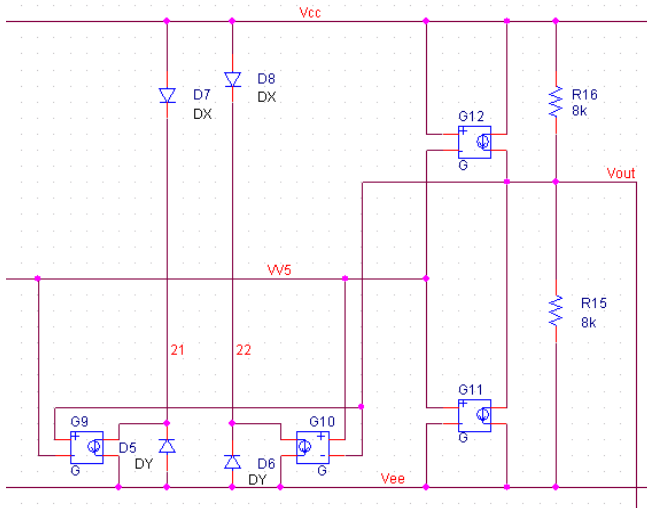 Vcc
D7
DX
D8
DX
G12
+
-
G
R16
8k
Vout
VV5
R15
8k
21
22
G9
+
-
G
D5
DY
D6
DY
G10
+
-
G
G11
+
-
G
Vee